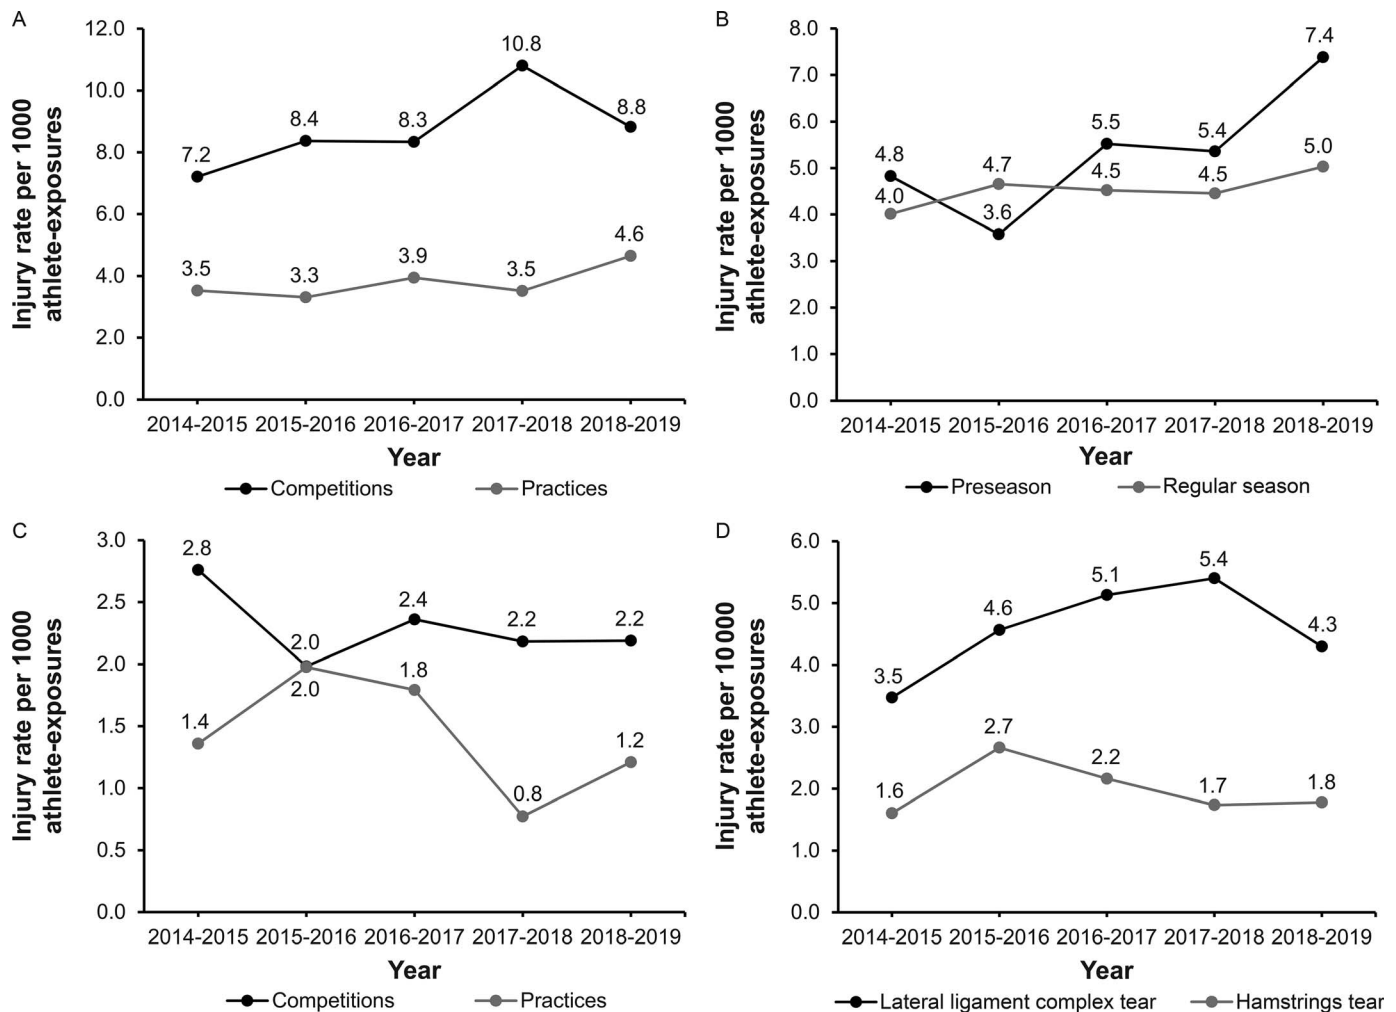 A
Injury rate per 1000
athlete-exposures
12.0
10.0
8.0
6.0
4.0
2.0
0.0
7.2
8.4
8.3
10.8
8.8
3.5
3.3
3.9
3.5
4.6
2014-2015 2015-2016 2016-2017 2017-2018 2018-2019
Year
Competitions Practices
B
Injury rate per 1000
athlete-exposures
8.0
7.0
6.0
5.0
4.0
3.0
2.0
1.0
0.0
4.8
3.6
5.5
5.4
7.4
4.0
4.7
4.5
4.5
5.0
2014-2015 2015-2016 2016-2017 2017-2018 2018-2019
Year
Preseason Regular season
C
Injury rate per 1000
athlete-exposures
3.0
2.5
2.0
1.5
1.0
0.5
0.0
2.8
2.0
2.4
2.2
2.2
1.4
2.0
1.8
0.8
1.2
2014-2015 2015-2016 2016-2017 2017-2018 2018-2019
Year
Competitions Practices
D
Injury rate per 10 000
athlete-exposures
6.0
5.0
4.0
3.0
2.0
1.0
0.0
3.5
4.6
5.1
5.4
4.3
1.6
2.7
2.2
1.7
1.8
2014-2015 2015-2016 2016-2017 2017-2018 2018-2019
Year
Lateral ligament complex tear Hamstrings tear